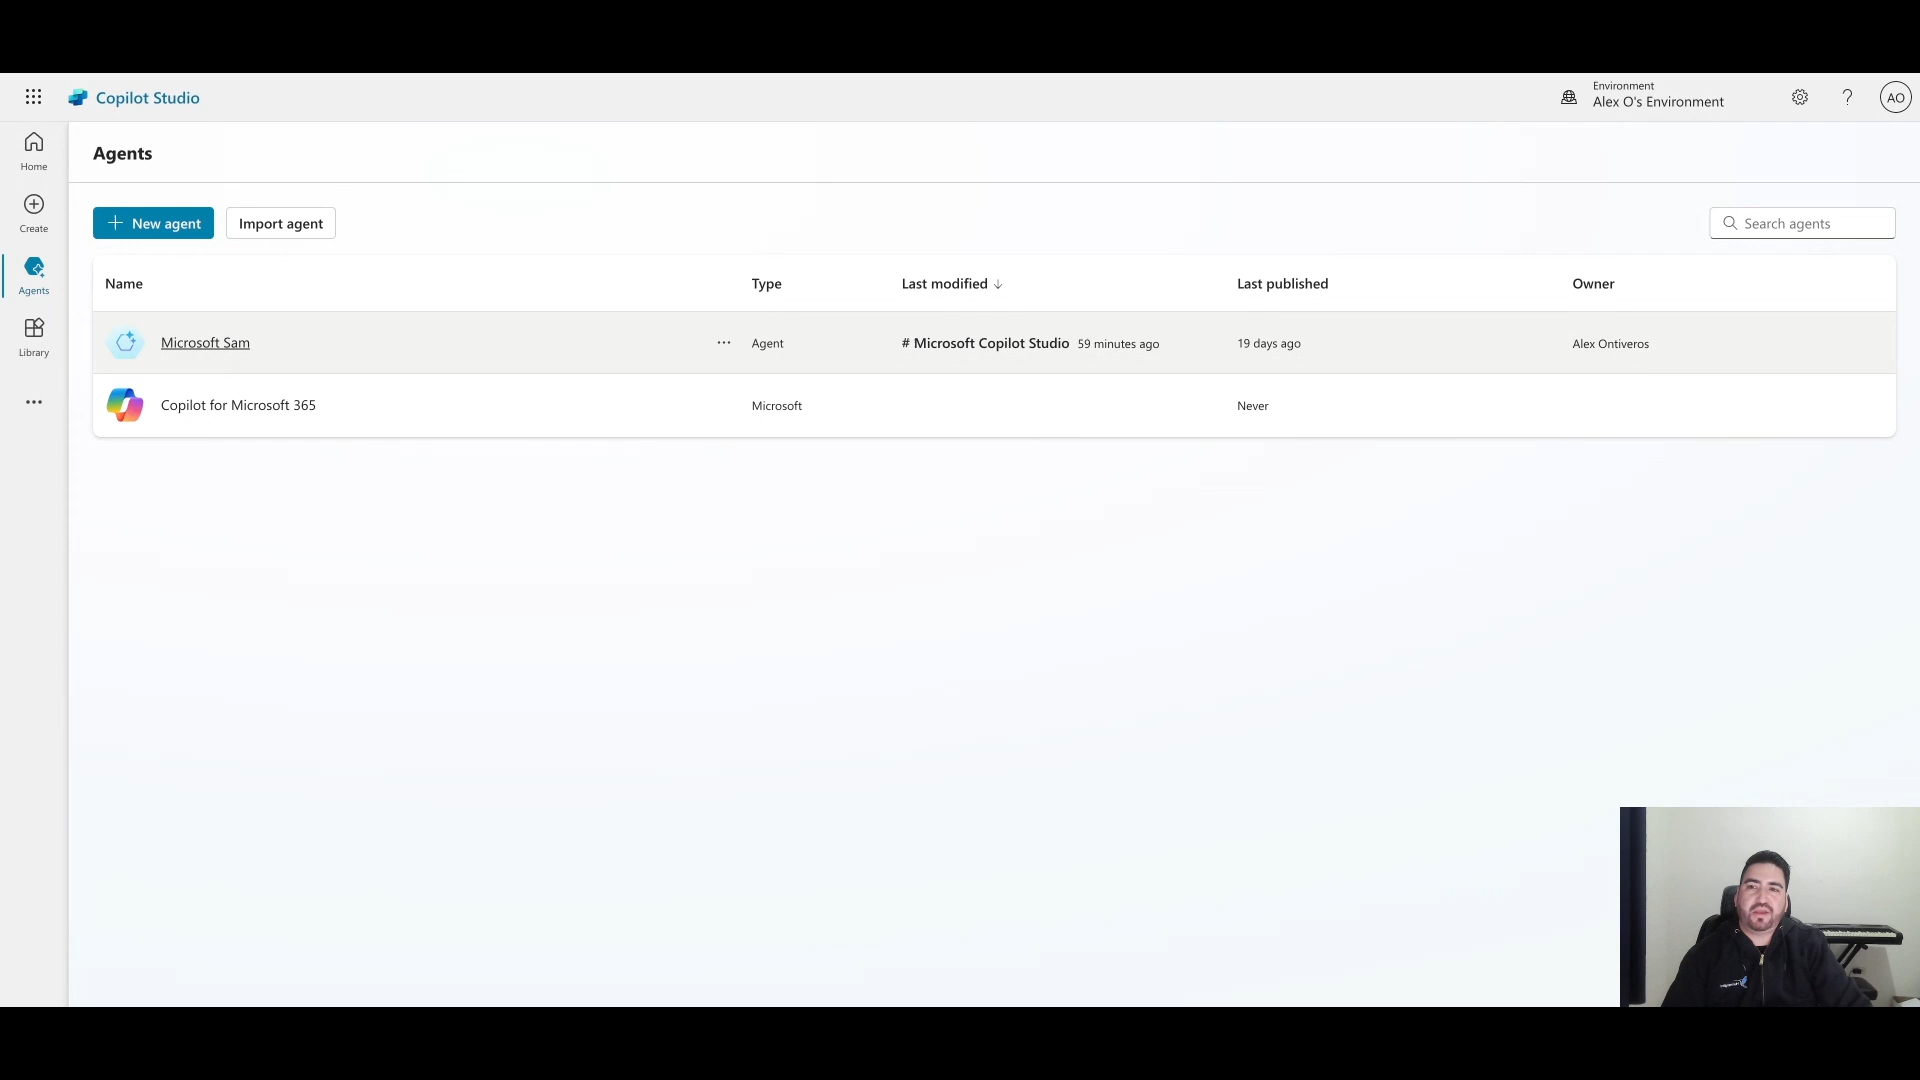 Copilot Studio
Environment
Alex O's Environment
AO
Home
Create
Agents
Library
Agents
New agent
Import agent
Search agents
Name Type Last modified Last published Owner
Microsoft Sam Agent # Microsoft Copilot Studio 59 minutes ago 19 days ago Alex Ontiveros
Copilot for Microsoft 365 Microsoft Never